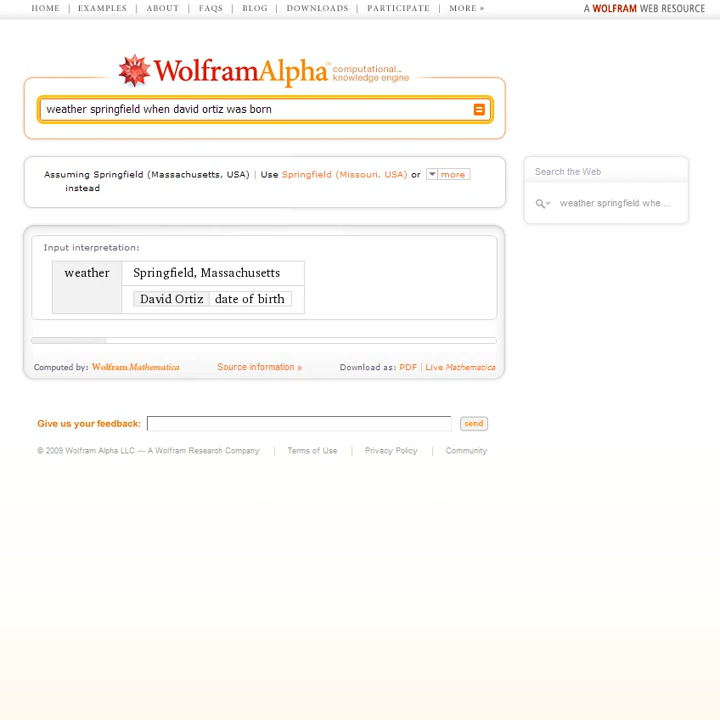 HOME | EXAMPLES | ABOUT | FAQS | BLOG | DOWNLOADS | PARTICIPATE | MORE »
A WOLFRAM WEB RESOURCE
WolframAlpha™ computational...
knowledge engine
weather springfield when david ortiz was born
Assuming Springfield (Massachusetts, USA) | Use Springfield (Missouri, USA) or more
instead
Search the Web
weather springfield whe ...
Input interpretation:
weather Springfield, Massachusetts
David Ortiz date of birth
Computed by: Wolfram Mathematica Source information » Download as: PDF | Live Mathematica
Give us your feedback: send
© 2009 Wolfram Alpha LLC — A Wolfram Research Company | Terms of Use | Privacy Policy | Community